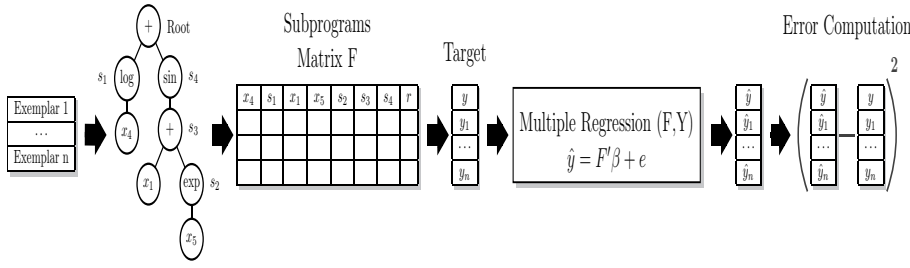 Exemplar 1
...
Exemplar n
+ Root
s₁ log
sin s₄
x₄
+ s₃
x₁
exp s₂
x₅
Subprograms
Matrix F
x₄ s₁ x₁ x₅ s₂ s₃ s₄ r
Target
y
y₁
...
yₙ
Multiple Regression (F,Y)
ŷ = F′β + e
ŷ
ŷ₁
...
ŷₙ
Error Computation
2
( ŷ − y )
ŷ₁ y₁
... ...
ŷₙ yₙ